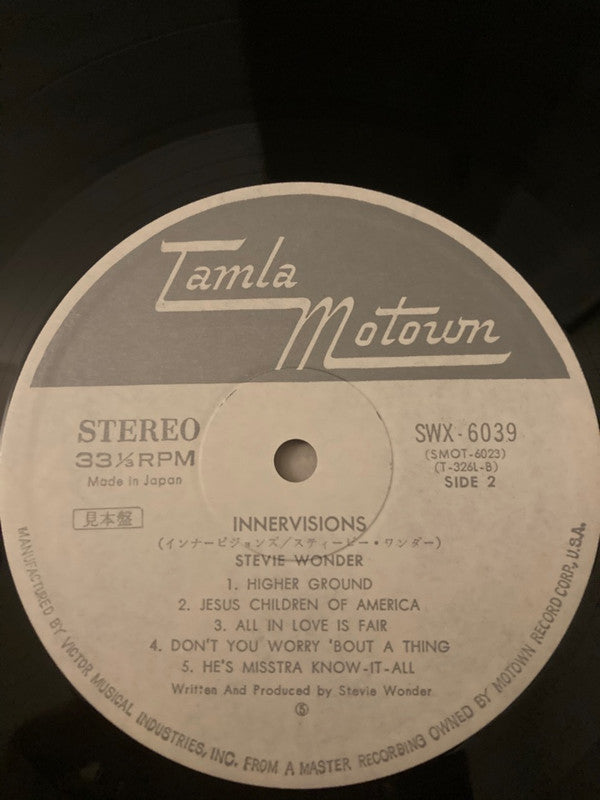 Tamla
Motown
STEREO
33⅓RPM
Made in Japan
SWX-6039
(SMOT-6023)
(T-326L-B)
SIDE 2
見本盤
INNERVISIONS
(インナービジョンズ/スティービー・ワンダー)
STEVIE WONDER
1. HIGHER GROUND
2. JESUS CHILDREN OF AMERICA
3. ALL IN LOVE IS FAIR
4. DON'T YOU WORRY 'BOUT A THING
5. HE'S MISSTRA KNOW-IT-ALL
Written And Produced by Stevie Wonder
Ⓢ
MANUFACTURED BY VICTOR MUSICAL INDUSTRIES, INC. FROM A MASTER RECORDING OWNED BY MOTOWN RECORD CORP., U.S.A.